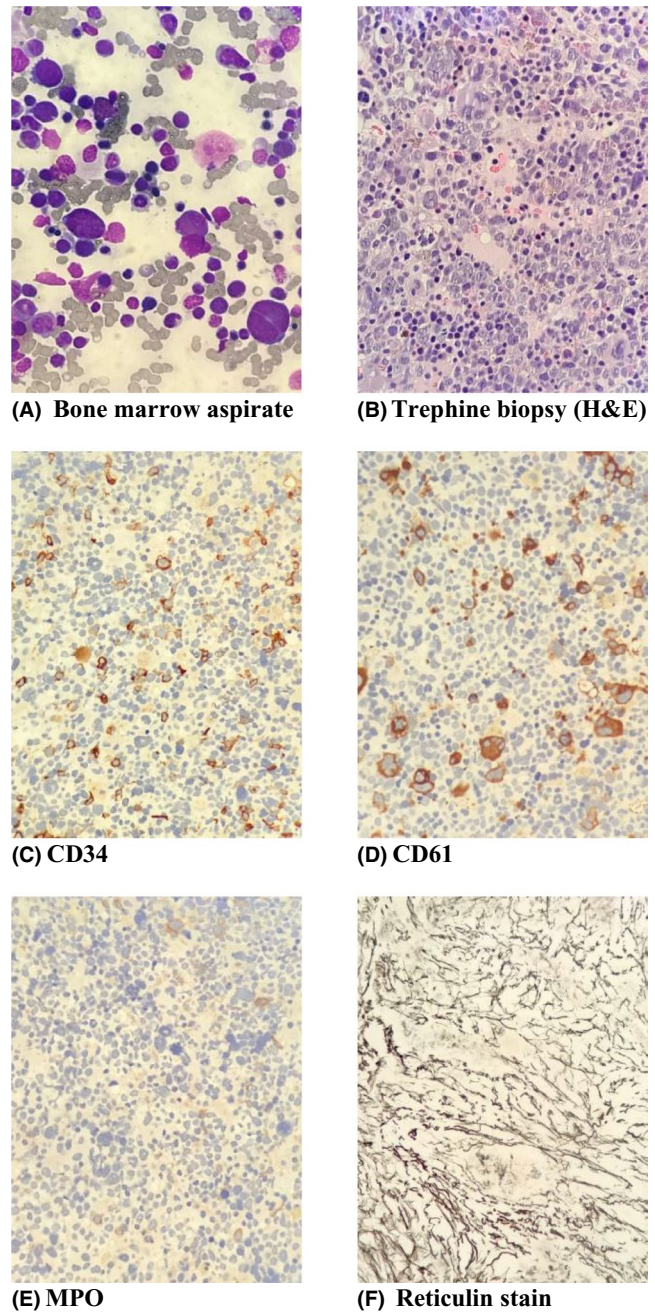 (A) Bone marrow aspirate
(B) Trephine biopsy (H&E)
(C) CD34
(D) CD61
(E) MPO
(F) Reticulin stain